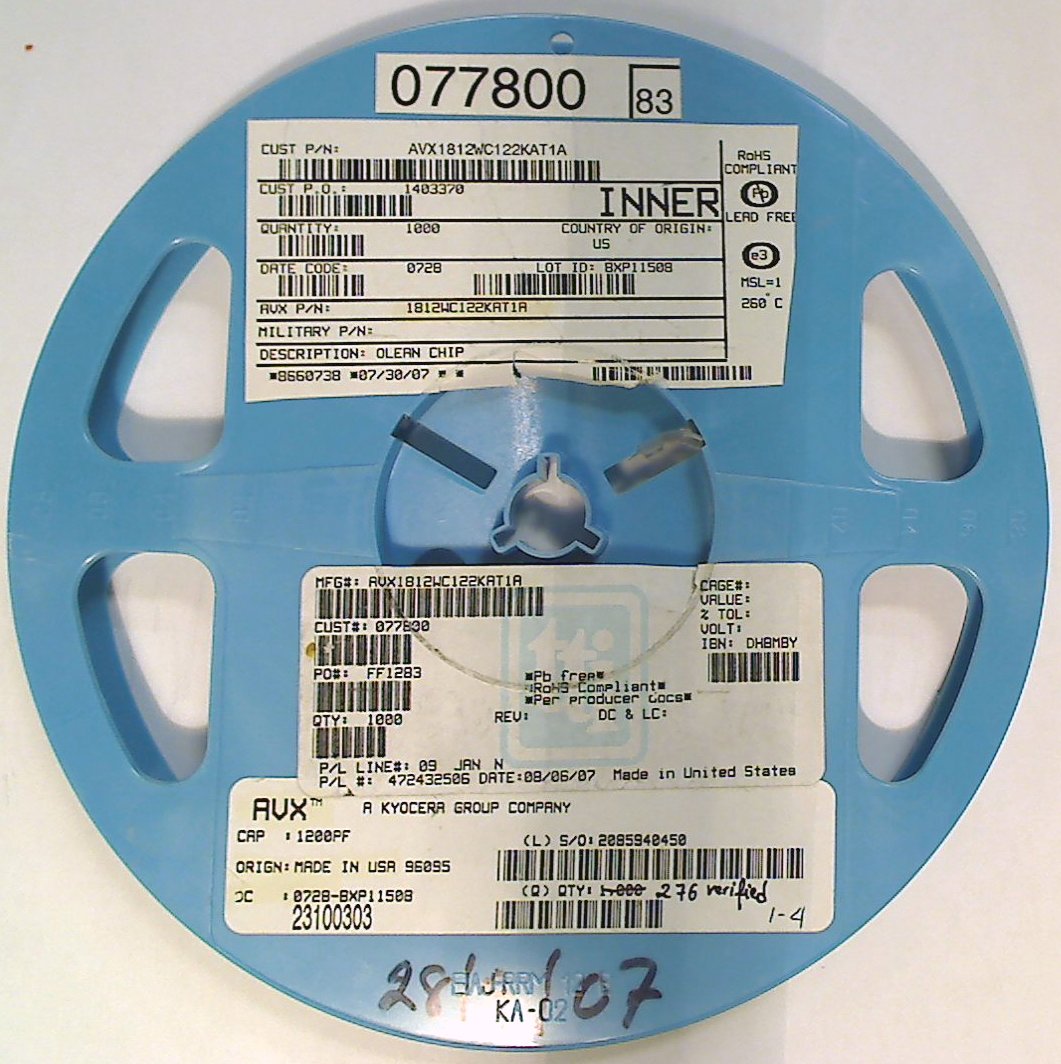 077800 83
CUST P/N: AVX1812WC122KAT1A
CUST P.O.: 1403370
INNER
QUANTITY: 1000 COUNTRY OF ORIGIN:
US
DATE CODE: 0728 LOT ID: BXP11508
AVX P/N: 1812WC122KAT1A
MILITARY P/N:
DESCRIPTION: OLEAN CHIP
*8660738 *07/30/07 * *
RoHS
COMPLIANT
Pb
LEAD FREE
e3
MSL=1
260°C
MFG#: AVX1812WC122KAT1A
CUST#: 077800
PO#: FF1283
QTY: 1000 REV: DC & LC:
CAGE#:
VALUE:
% TOL:
VOLT:
IBN: DH8MBY
tti
*Pb free*
*RoHS Compliant*
*Per producer docs*
P/L LINE#: 09 JAN N
P/L #: 472432506 DATE:08/06/07 Made in United States
AVX™ A KYOCERA GROUP COMPANY
CAP :1200PF (L) S/O:2085940450
ORIGN:MADE IN USA 96095
DC :0728-BXP11508 (Q) QTY: 1,000 276 verified
23100303 1-4
KA-02